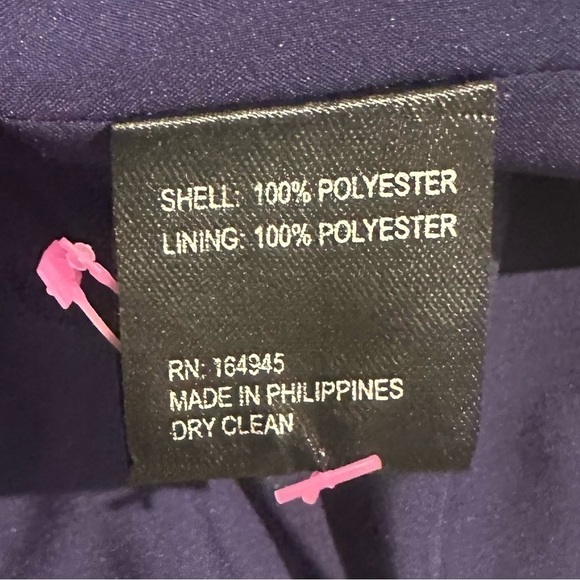 SHELL: 100% POLYESTER
LINING: 100% POLYESTER
RN: 164945
MADE IN PHILIPPINES
DRY CLEAN